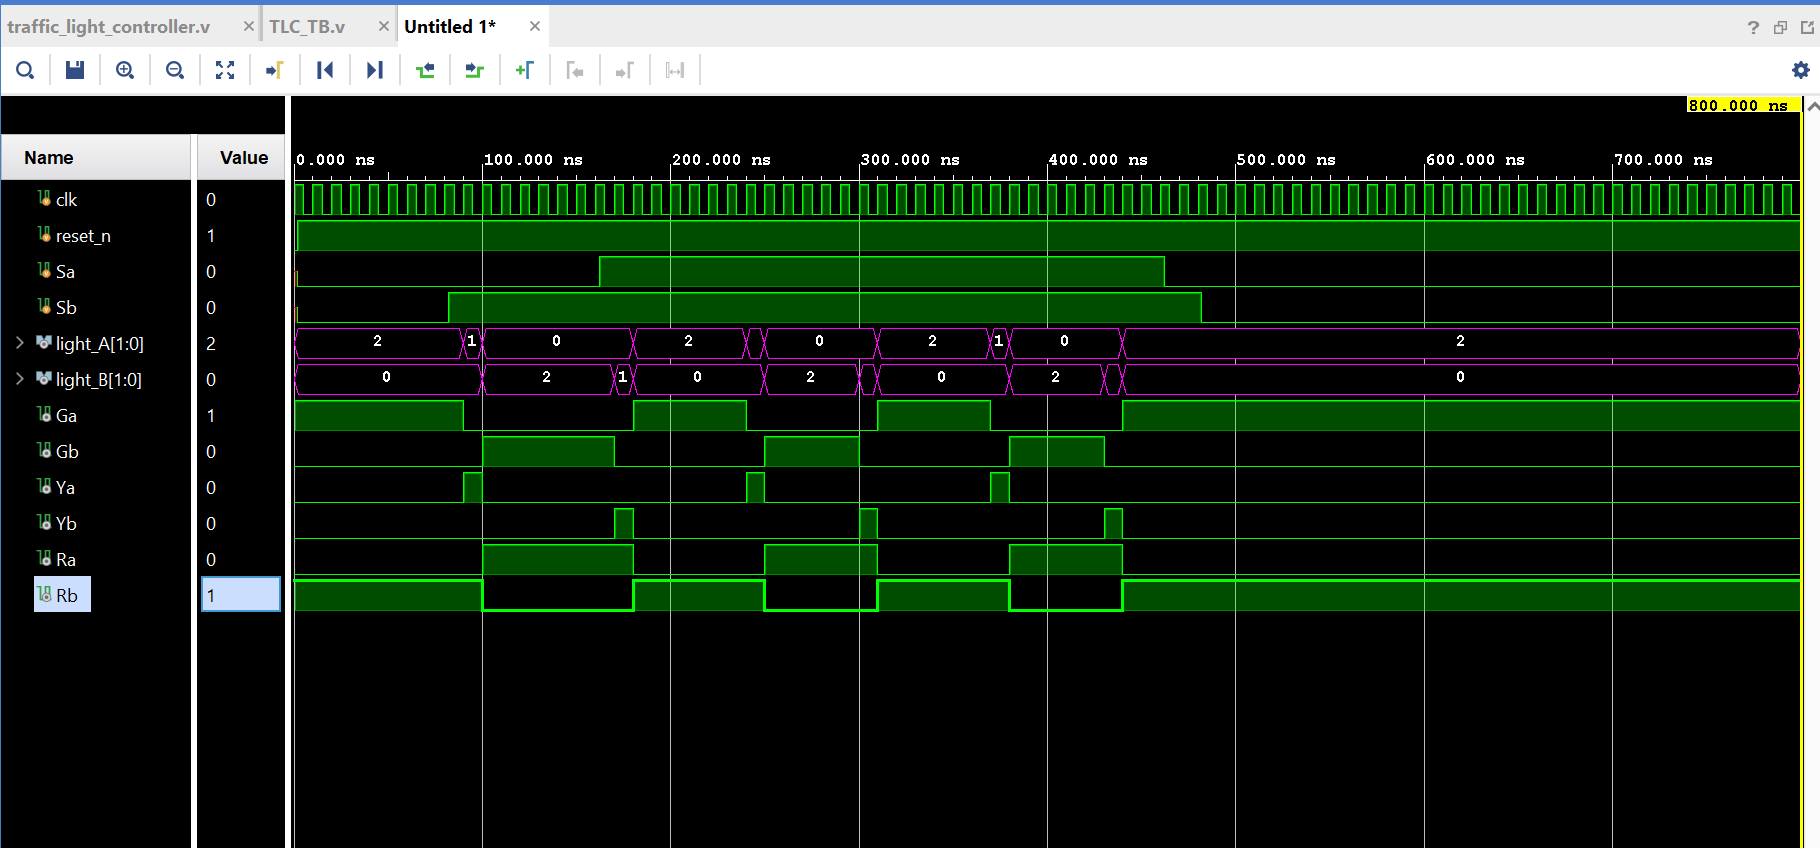 traffic_light_controller.v × TLC_TB.v × Untitled 1* ×
?
800.000 ns
Name Value
0.000 ns 100.000 ns 200.000 ns 300.000 ns 400.000 ns 500.000 ns 600.000 ns 700.000 ns
clk 0
reset_n 1
Sa 0
Sb 0
light_A[1:0] 2 2 1 0 2 0 2 1 0 2
light_B[1:0] 0 0 2 1 0 2 0 2 0
Ga 1
Gb 0
Ya 0
Yb 0
Ra 0
Rb 1